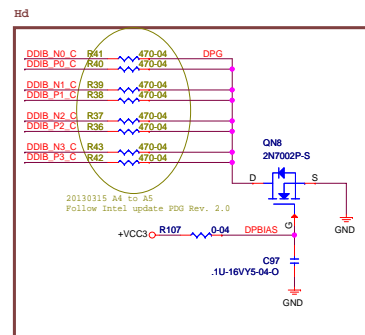 Hd
DDIB_N0_C R41 470-04 DPG
DDIB_P0_C R40 470-04
DDIB_N1_C R39 470-04
DDIB_P1_C R38 470-04
DDIB_N2_C R37 470-04
DDIB_P2_C R36 470-04
DDIB_N3_C R43 470-04
DDIB_P3_C R42 470-04
QN8
2N7002P-S
D S
G
GND
20130315 A4 to A5
Follow Intel update PDG Rev. 2.0
+VCC3 R107 0-04 DPBIAS
C97
.1U-16VY5-04-O
GND